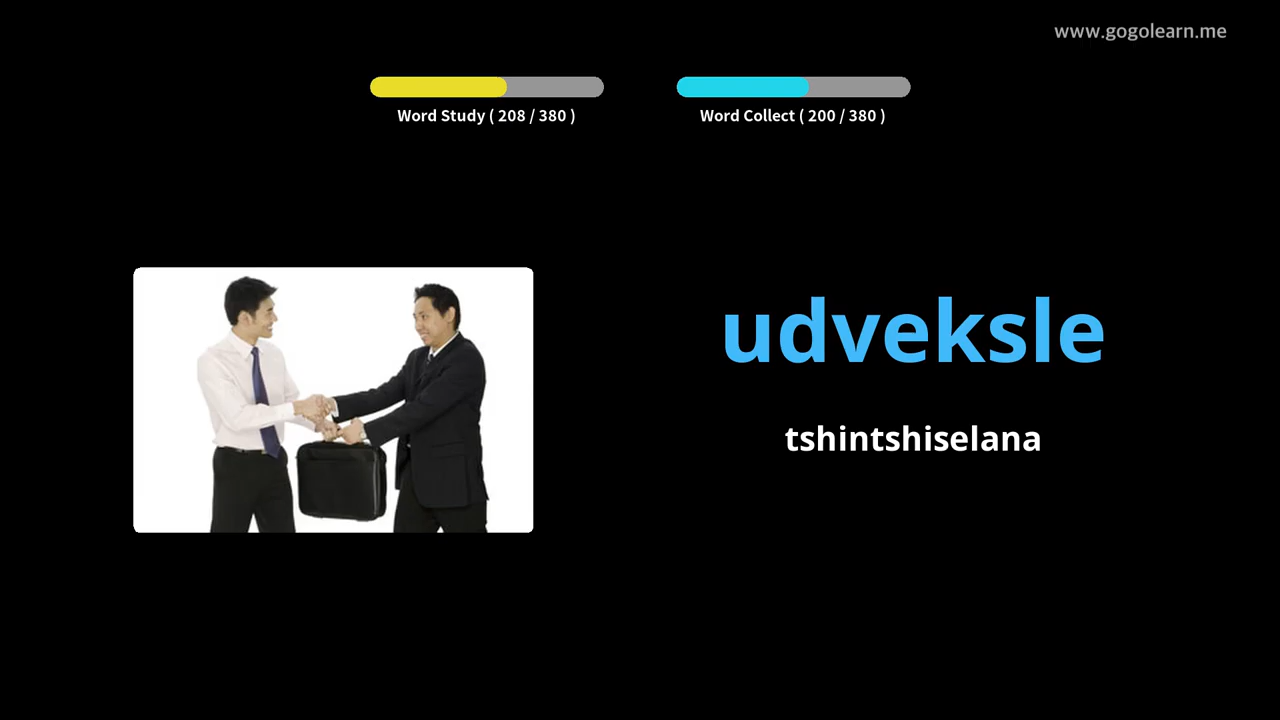 www.gogolearn.me
Word Study ( 208 / 380 )
Word Collect ( 200 / 380 )
udveksle
tshintshiselana